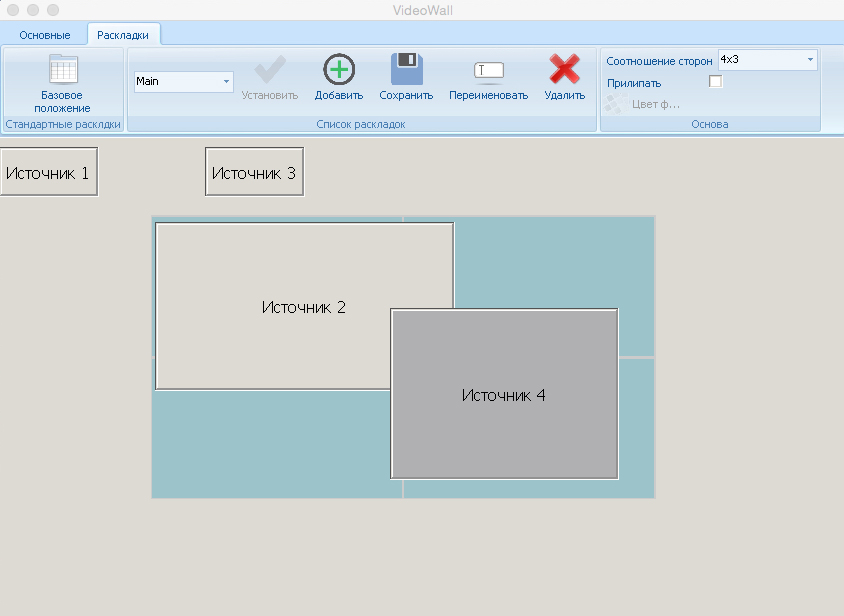 VideoWall
Основные
Раскладки
Базовое
положение
Стандартные расклдки
Main
Установить
Добавить
Сохранить
T
Переименовать
Удалить
Список раскладок
Соотношение сторон
4x3
Прилипать
Цвет ф...
Основа
Источник 1
Источник 3
Источник 2
Источник 4